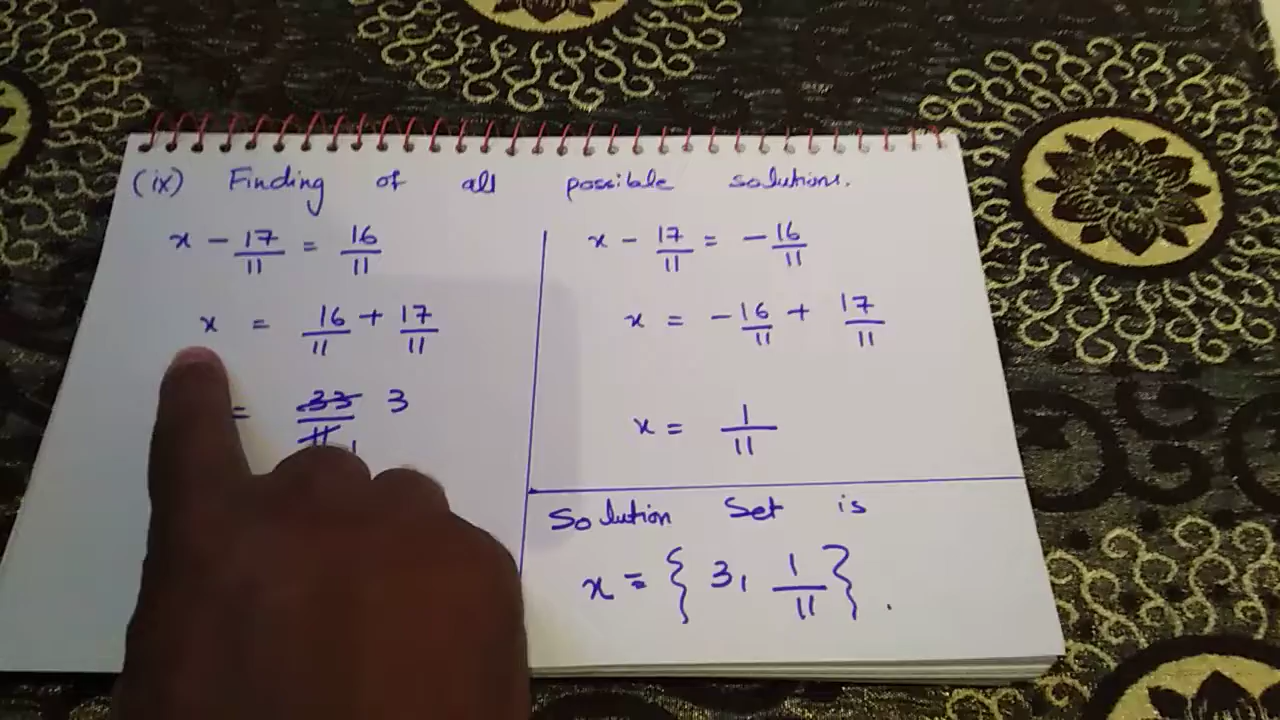 (ix) Finding of all possible solutions.
x - 17/11 = 16/11
x = 16/11 + 17/11
= 33/11 3 1
x - 17/11 = -16/11
x = -16/11 + 17/11
x = 1/11
Solution Set is
x = { 3, 1/11 } .